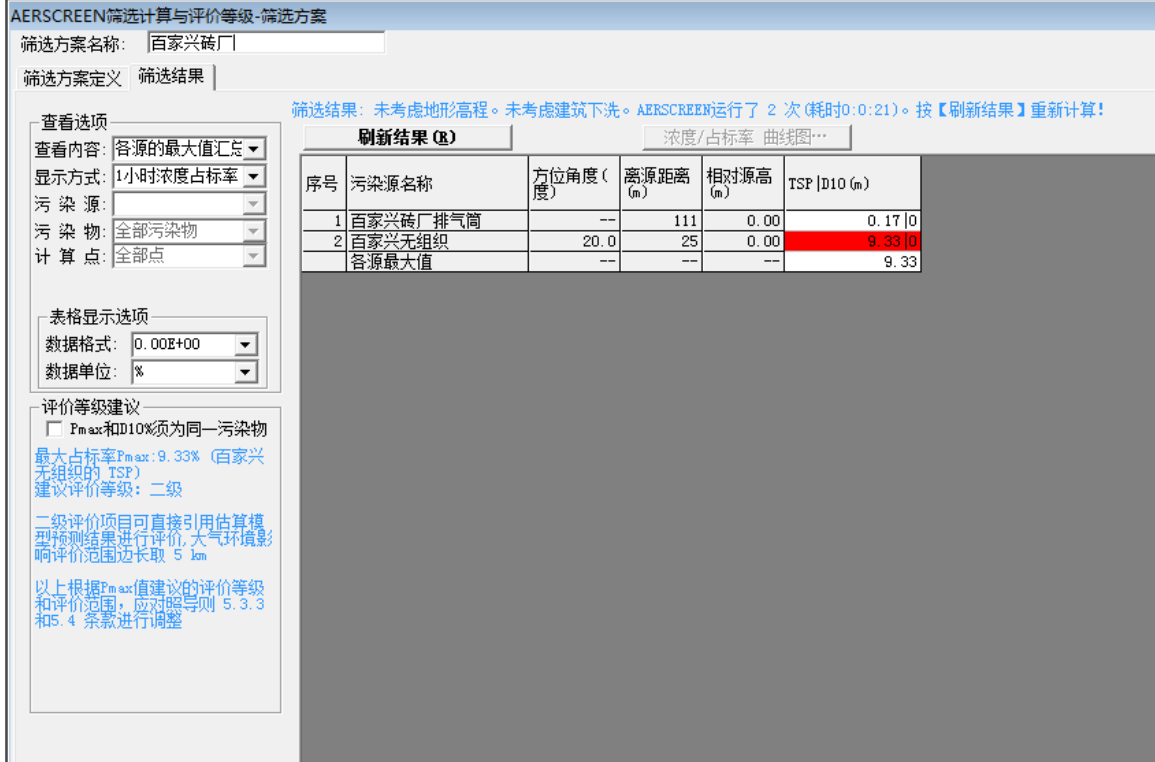 AERSCREEN筛选计算与评价等级-筛选方案
筛选方案名称: 百家兴砖厂
筛选方案定义 筛选结果
筛选结果: 未考虑地形高程。未考虑建筑下洗。AERSCREEN运行了 2 次(耗时0:0:21)。按【刷新结果】重新计算!
刷新结果(R) 浓度/占标率 曲线图…
查看选项
查看内容: 各源的最大值汇总
显示方式: 1小时浓度占标率
污 染 源:
污 染 物: 全部污染物
计 算 点: 全部点
表格显示选项
数据格式: 0.00E+00
数据单位: %
评价等级建议
Pmax和D10%须为同一污染物
最大占标率Pmax:9.33% (百家兴
无组织的 TSP)
建议评价等级: 二级
二级评价项目可直接引用估算模
型预测结果进行评价,大气环境影
响评价范围边长取 5 km
以上根据Pmax值建议的评价等级
和评价范围, 应对照导则 5.3.3
和5.4 条款进行调整
序号 污染源名称 方位角度(度) 离源距离(m) 相对源高(m) TSP|D10(m)
1 百家兴砖厂排气筒 -- 111 0.00 0.17|0
2 百家兴无组织 20.0 25 0.00 9.33|0
各源最大值 -- -- -- 9.33